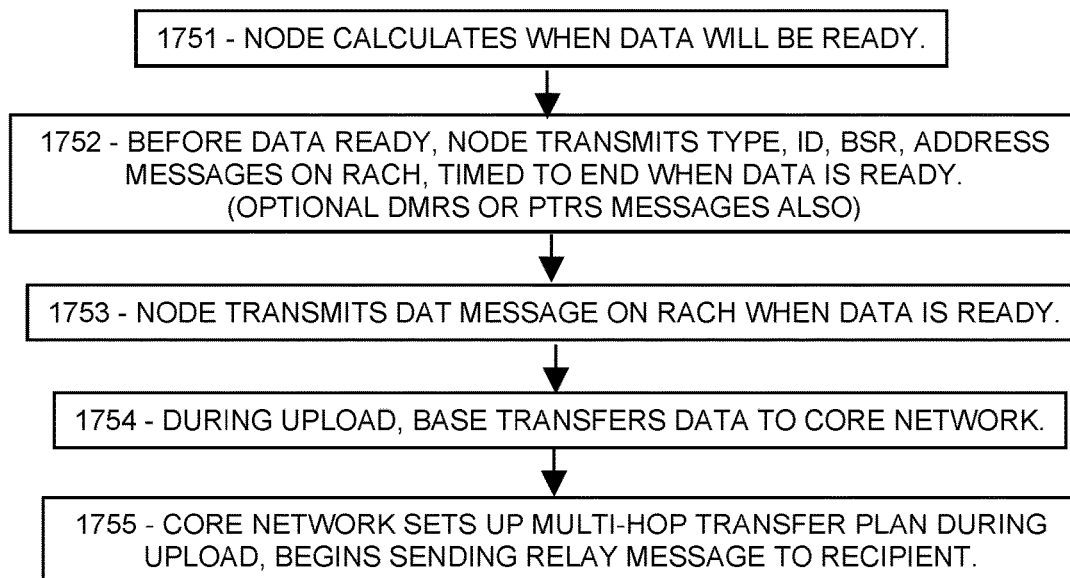 1751 - NODE CALCULATES WHEN DATA WILL BE READY.
1752 - BEFORE DATA READY, NODE TRANSMITS TYPE, ID, BSR, ADDRESS
MESSAGES ON RACH, TIMED TO END WHEN DATA IS READY.
(OPTIONAL DMRS OR PTRS MESSAGES ALSO)
1753 - NODE TRANSMITS DAT MESSAGE ON RACH WHEN DATA IS READY.
1754 - DURING UPLOAD, BASE TRANSFERS DATA TO CORE NETWORK.
1755 - CORE NETWORK SETS UP MULTI-HOP TRANSFER PLAN DURING
UPLOAD, BEGINS SENDING RELAY MESSAGE TO RECIPIENT.